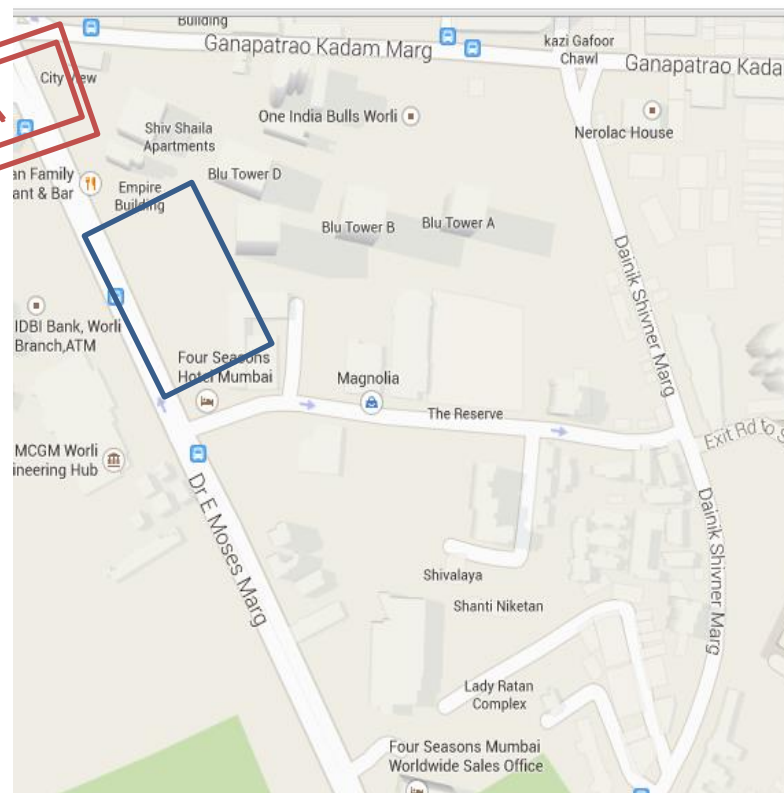 Building
Ganapatrao Kadam Marg
kazi Gafoor
Chawl
Ganapatrao Kada
City View
One India Bulls Worli
Nerolac House
Shiv Shaila
Apartments
an Family
ant & Bar
Empire
Building
Blu Tower D
Blu Tower B
Blu Tower A
Dainik Shivner Marg
IDBI Bank, Worli
Branch,ATM
Four Seasons
Hotel Mumbai
Magnolia
The Reserve
Exit Rd to S
MCGM Worli
ineering Hub
Dr E Moses Marg
Dainik Shivner Marg
Shivalaya
Shanti Niketan
Lady Ratan
Complex
Four Seasons Mumbai
Worldwide Sales Office